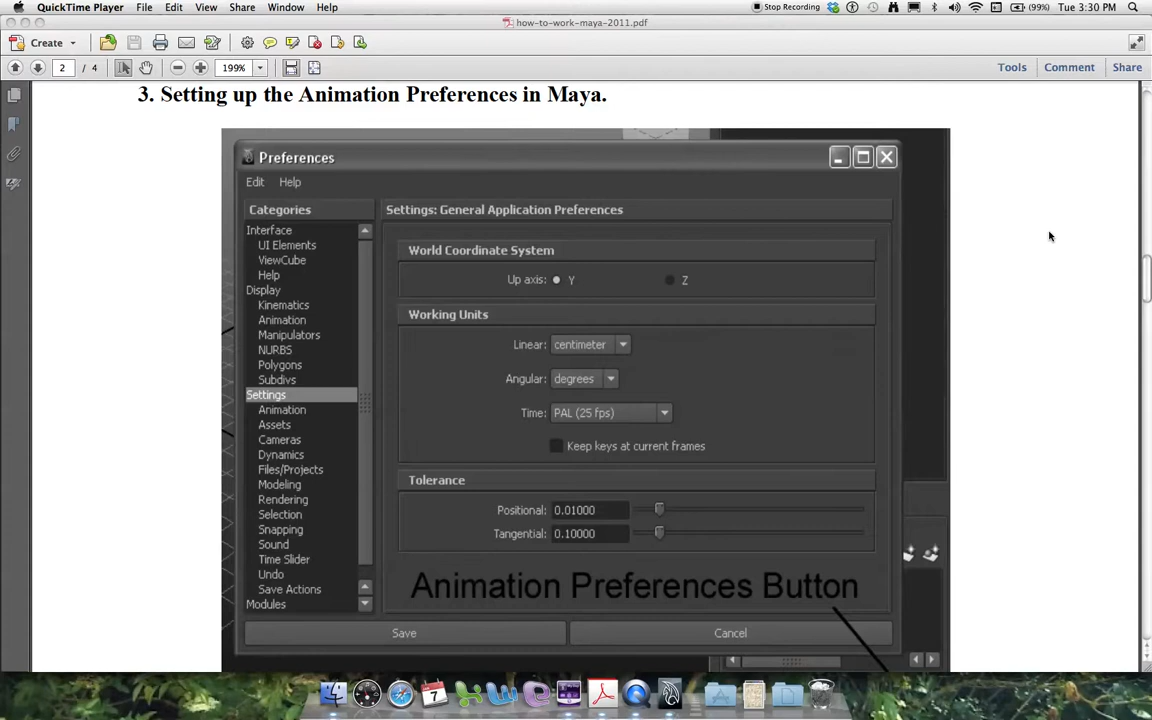 QuickTime Player File Edit View Share Window Help Stop Recording (99%) Tue 3:30 PM
how-to-work-maya-2011.pdf
Create
2 / 4 199% Tools Comment Share
3. Setting up the Animation Preferences in Maya.
Preferences
Edit Help
Categories
Interface
UI Elements
ViewCube
Help
Display
Kinematics
Animation
Manipulators
NURBS
Polygons
Subdivs
Settings
Animation
Assets
Cameras
Dynamics
Files/Projects
Modeling
Rendering
Selection
Snapping
Sound
Time Slider
Undo
Save Actions
Modules
Settings: General Application Preferences
World Coordinate System
Up axis: Y Z
Working Units
Linear: centimeter
Angular: degrees
Time: PAL (25 fps)
Keep keys at current frames
Tolerance
Positional: 0.01000
Tangential: 0.10000
Animation Preferences Button
Save Cancel